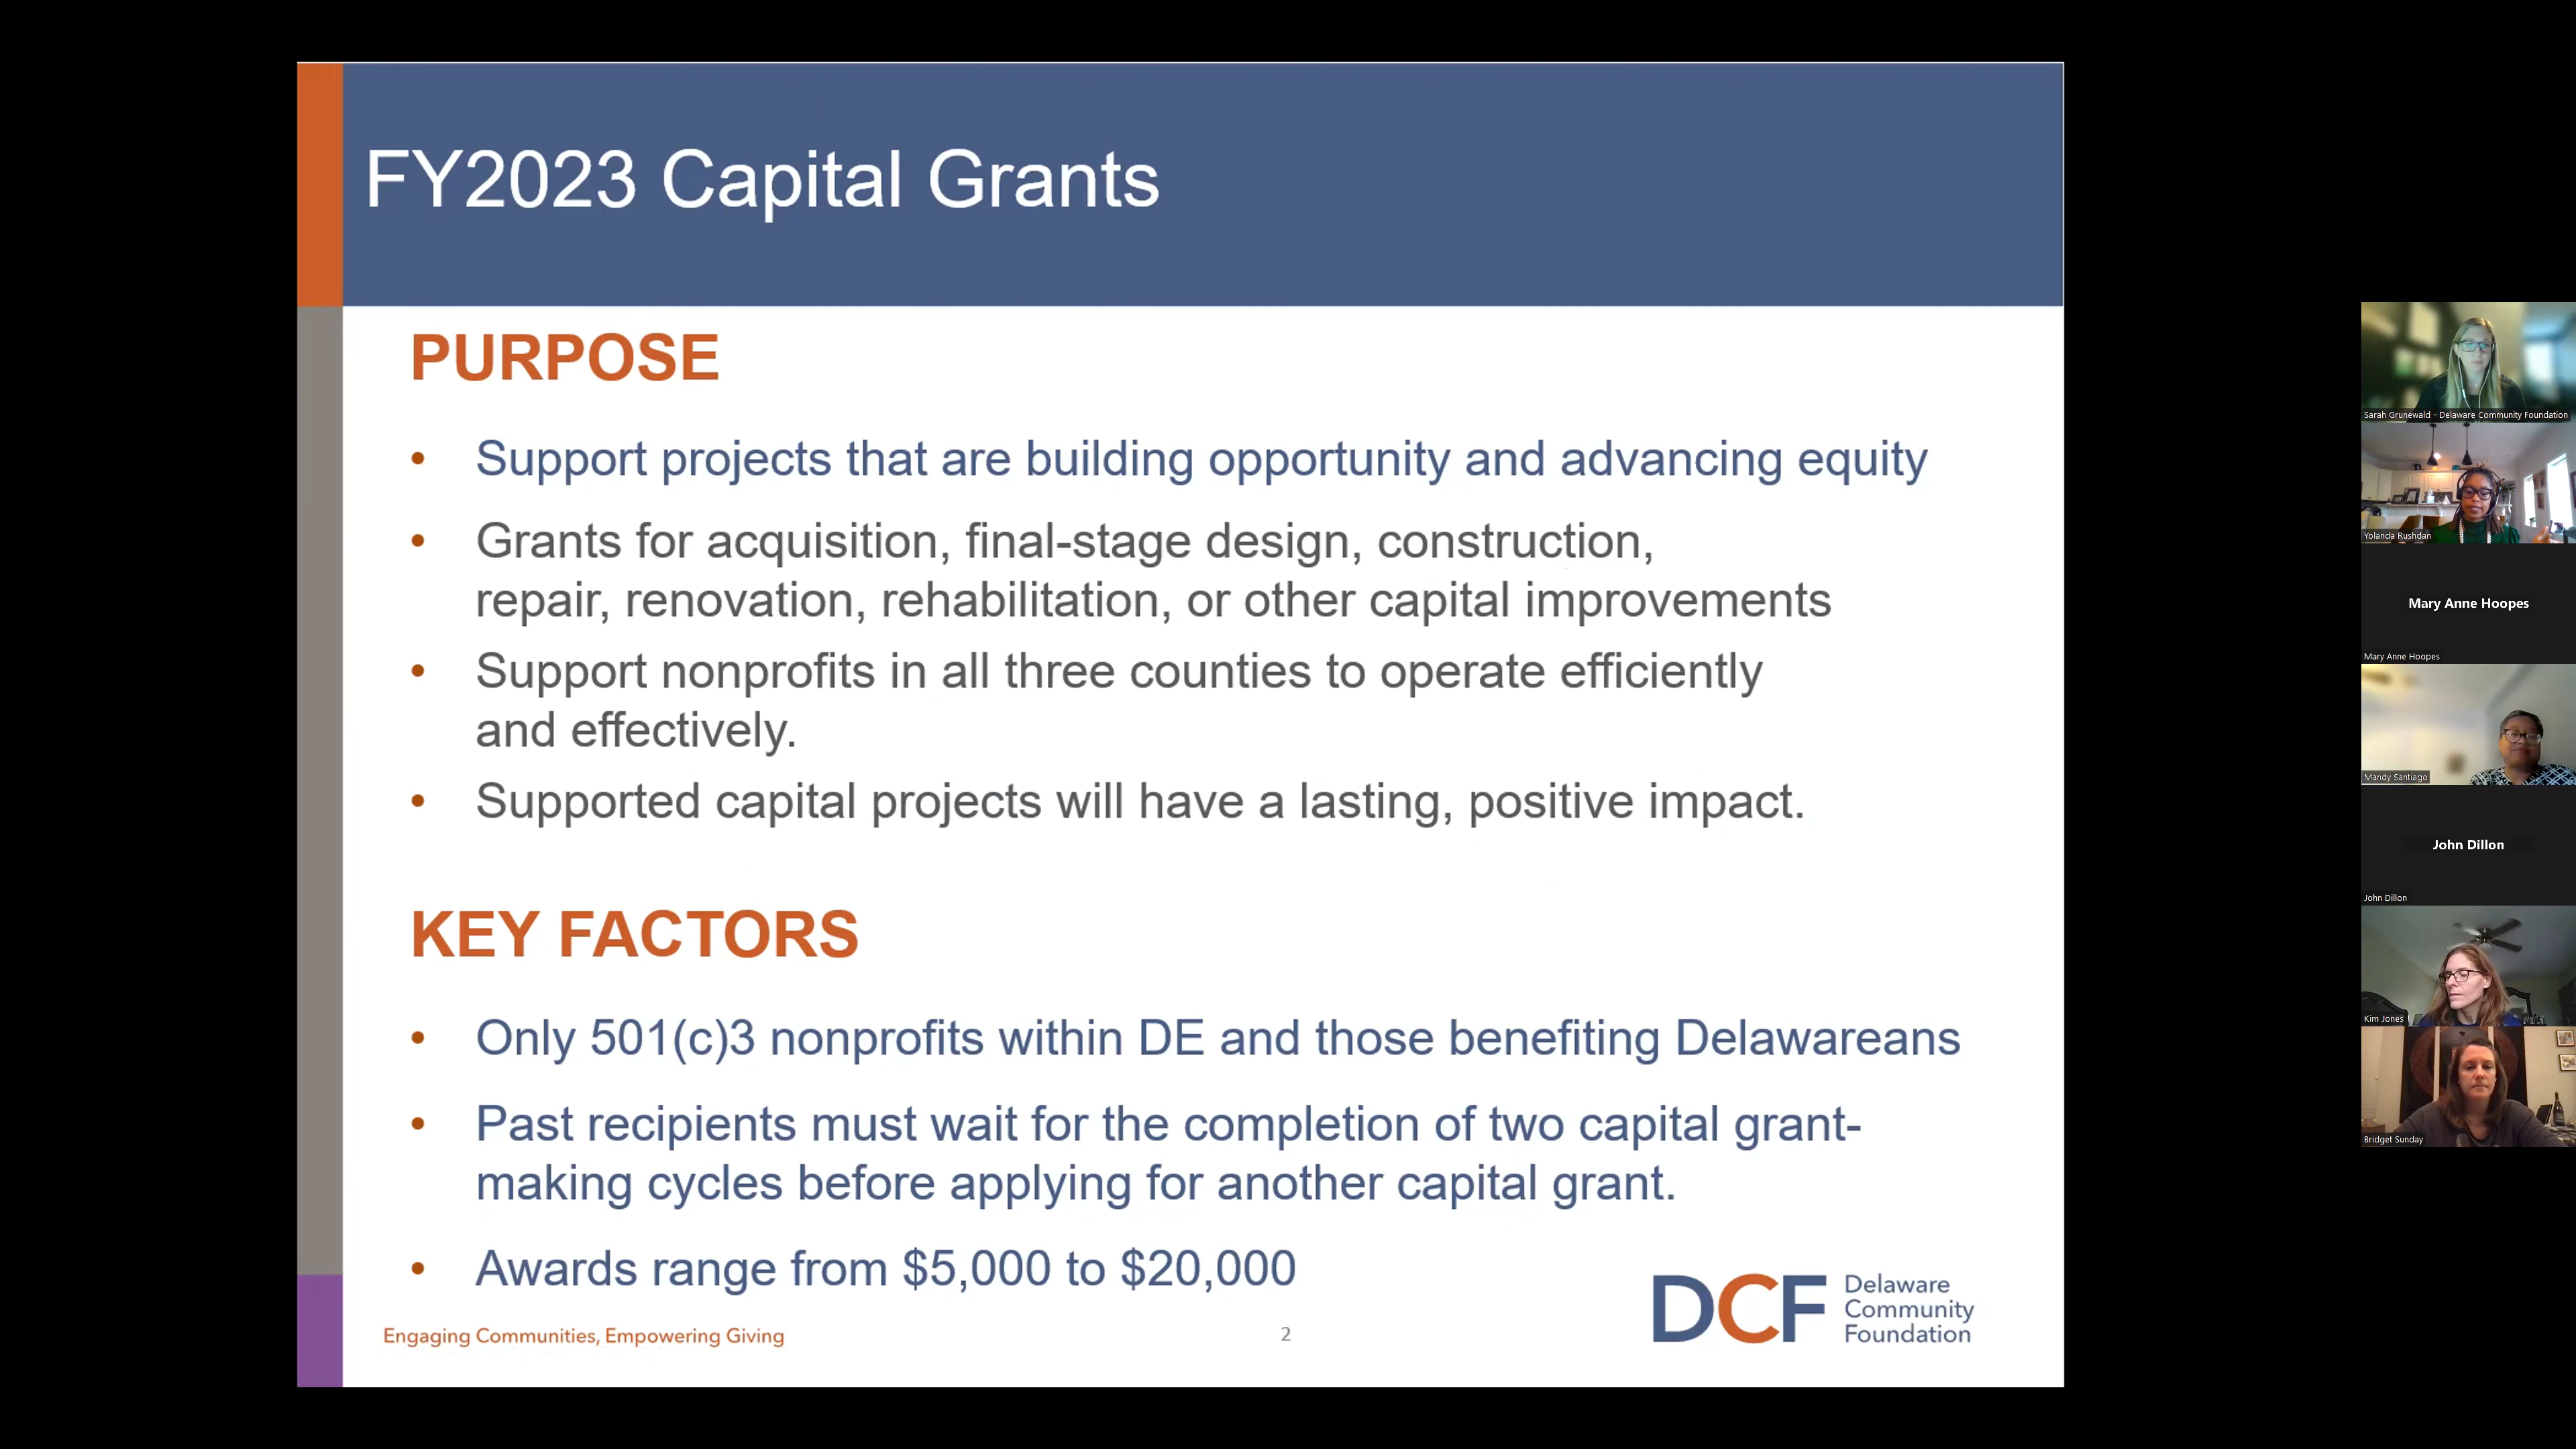 FY2023 Capital Grants
PURPOSE
• Support projects that are building opportunity and advancing equity
• Grants for acquisition, final-stage design, construction,
repair, renovation, rehabilitation, or other capital improvements
• Support nonprofits in all three counties to operate efficiently
and effectively.
• Supported capital projects will have a lasting, positive impact.
KEY FACTORS
• Only 501(c)3 nonprofits within DE and those benefiting Delawareans
• Past recipients must wait for the completion of two capital grant-
making cycles before applying for another capital grant.
• Awards range from $5,000 to $20,000
Engaging Communities, Empowering Giving
2
DCF
Delaware
Community
Foundation
Sarah Grunewald - Delaware Community Foundation
Yolanda Rushdan
Mary Anne Hoopes
Mary Anne Hoopes
Mandy Santiago
John Dillon
John Dillon
Kim Jones
Bridget Sunday